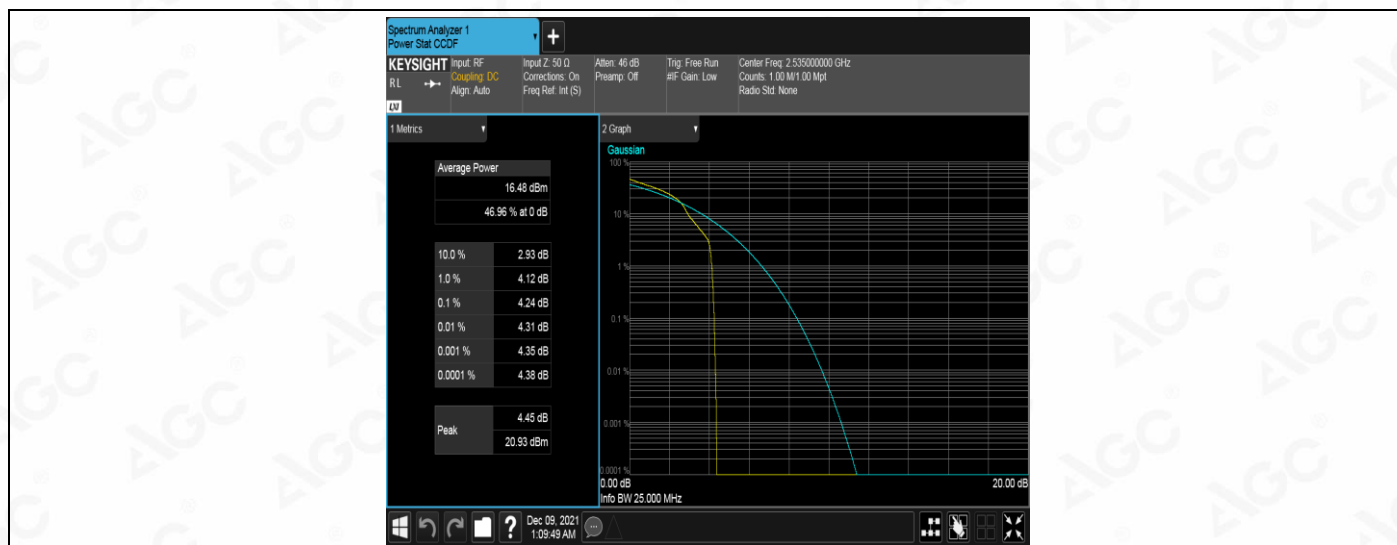 Spectrum Analyzer 1
Power Stat CCDF
KEYSIGHT
RL
LXI
Input: RF
Coupling: DC
Align: Auto
Input Z: 50 Ω
Corrections: On
Freq Ref: Int (S)
Atten: 46 dB
Preamp: Off
Trig: Free Run
#IF Gain: Low
Center Freq: 2.535000000 GHz
Counts: 1.00 M/1.00 Mpt
Radio Std: None
1 Metrics
Average Power
16.48 dBm
46.96 % at 0 dB
10.0 % 2.93 dB
1.0 % 4.12 dB
0.1 % 4.24 dB
0.01 % 4.31 dB
0.001 % 4.35 dB
0.0001 % 4.38 dB
Peak
4.45 dB
20.93 dBm
2 Graph
Gaussian
100 %
10 %
1 %
0.1 %
0.01 %
0.001 %
0.0001 %
0.00 dB 20.00 dB
Info BW 25.000 MHz
Dec 09, 2021
1:09:49 AM
AGC